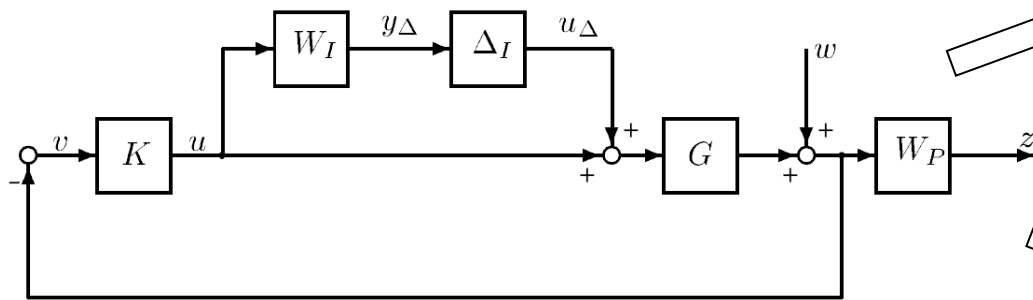 W_I
y_Δ
Δ_I
u_Δ
w
v
K
u
+
+
G
+
+
W_P
z
-